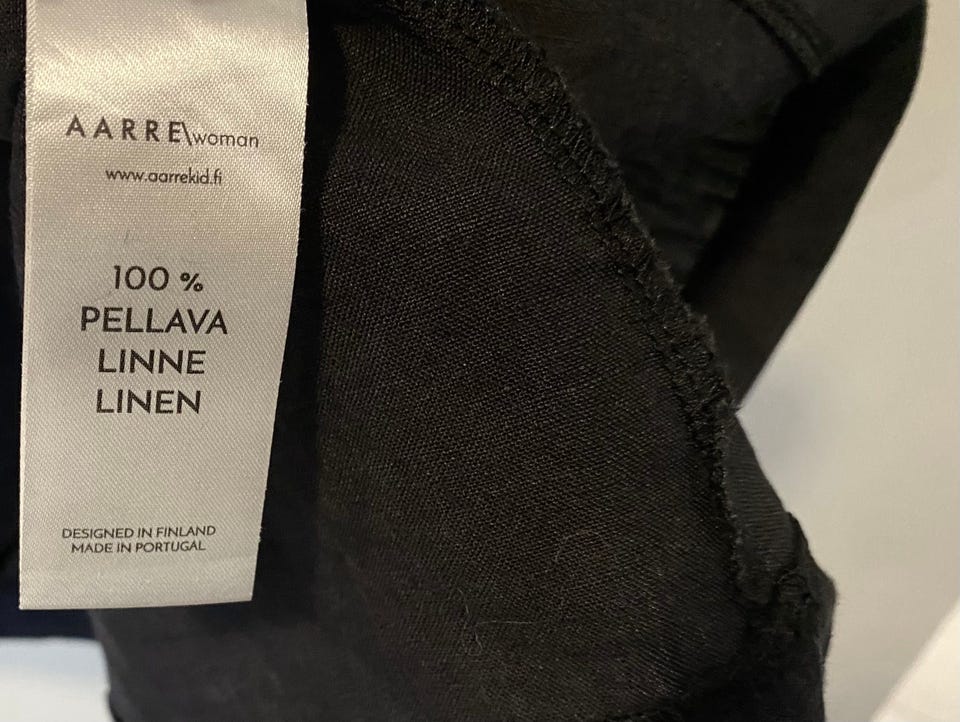 AARRE\woman
www.aarrekid.fi
100 %
PELLAVA
LINNE
LINEN
DESIGNED IN FINLAND
MADE IN PORTUGAL